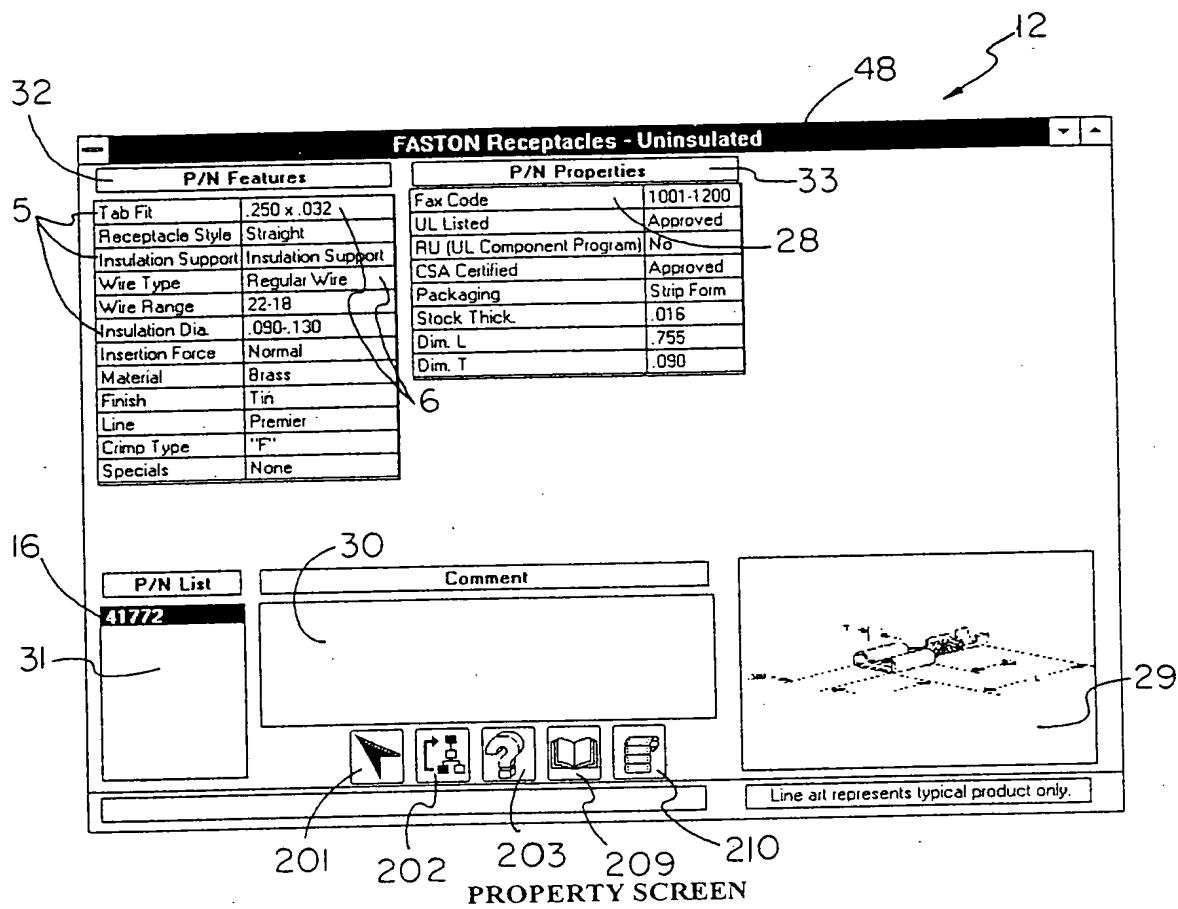 12
48
32
FASTON Receptacles - Uninsulated
P/N Features
P/N Properties
33
5
Tab Fit .250 x .032
Receptacle Style Straight
Insulation Support Insulation Support
Wire Type Regular Wire
Wire Range 22-18
Insulation Dia. .090-.130
Insertion Force Normal
Material Brass
Finish Tin
Line Premier
Crimp Type "F"
Specials None
6
Fax Code 1001-1200
UL Listed Approved
RU (UL Component Program) No
CSA Certified Approved
Packaging Strip Form
Stock Thick. .016
Dim. L .755
Dim. T .090
28
16
30
P/N List
Comment
41772
31
T
L
29
Line art represents typical product only.
201
202
203
209
210
PROPERTY SCREEN